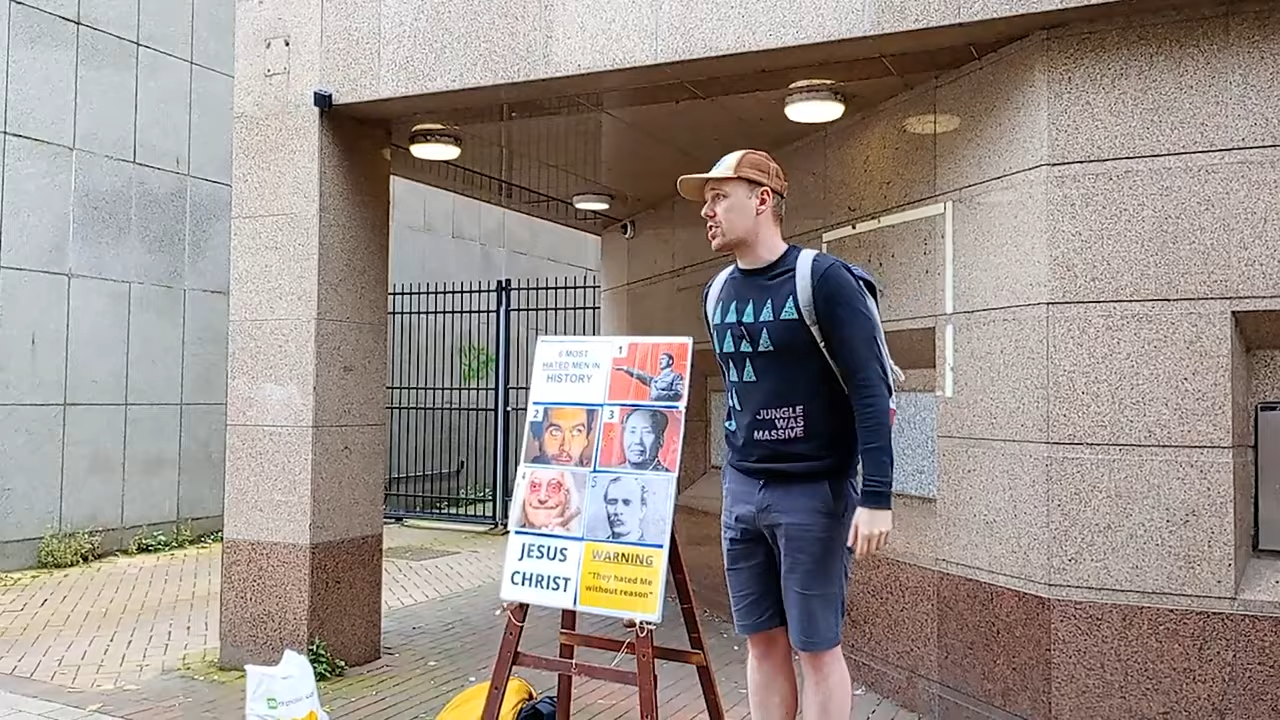 6 MOST
HATED MEN IN
HISTORY
1
2
3
4
5
JESUS
CHRIST
WARNING
"They hated Me
without reason"
JUNGLE
WAS
MASSIVE